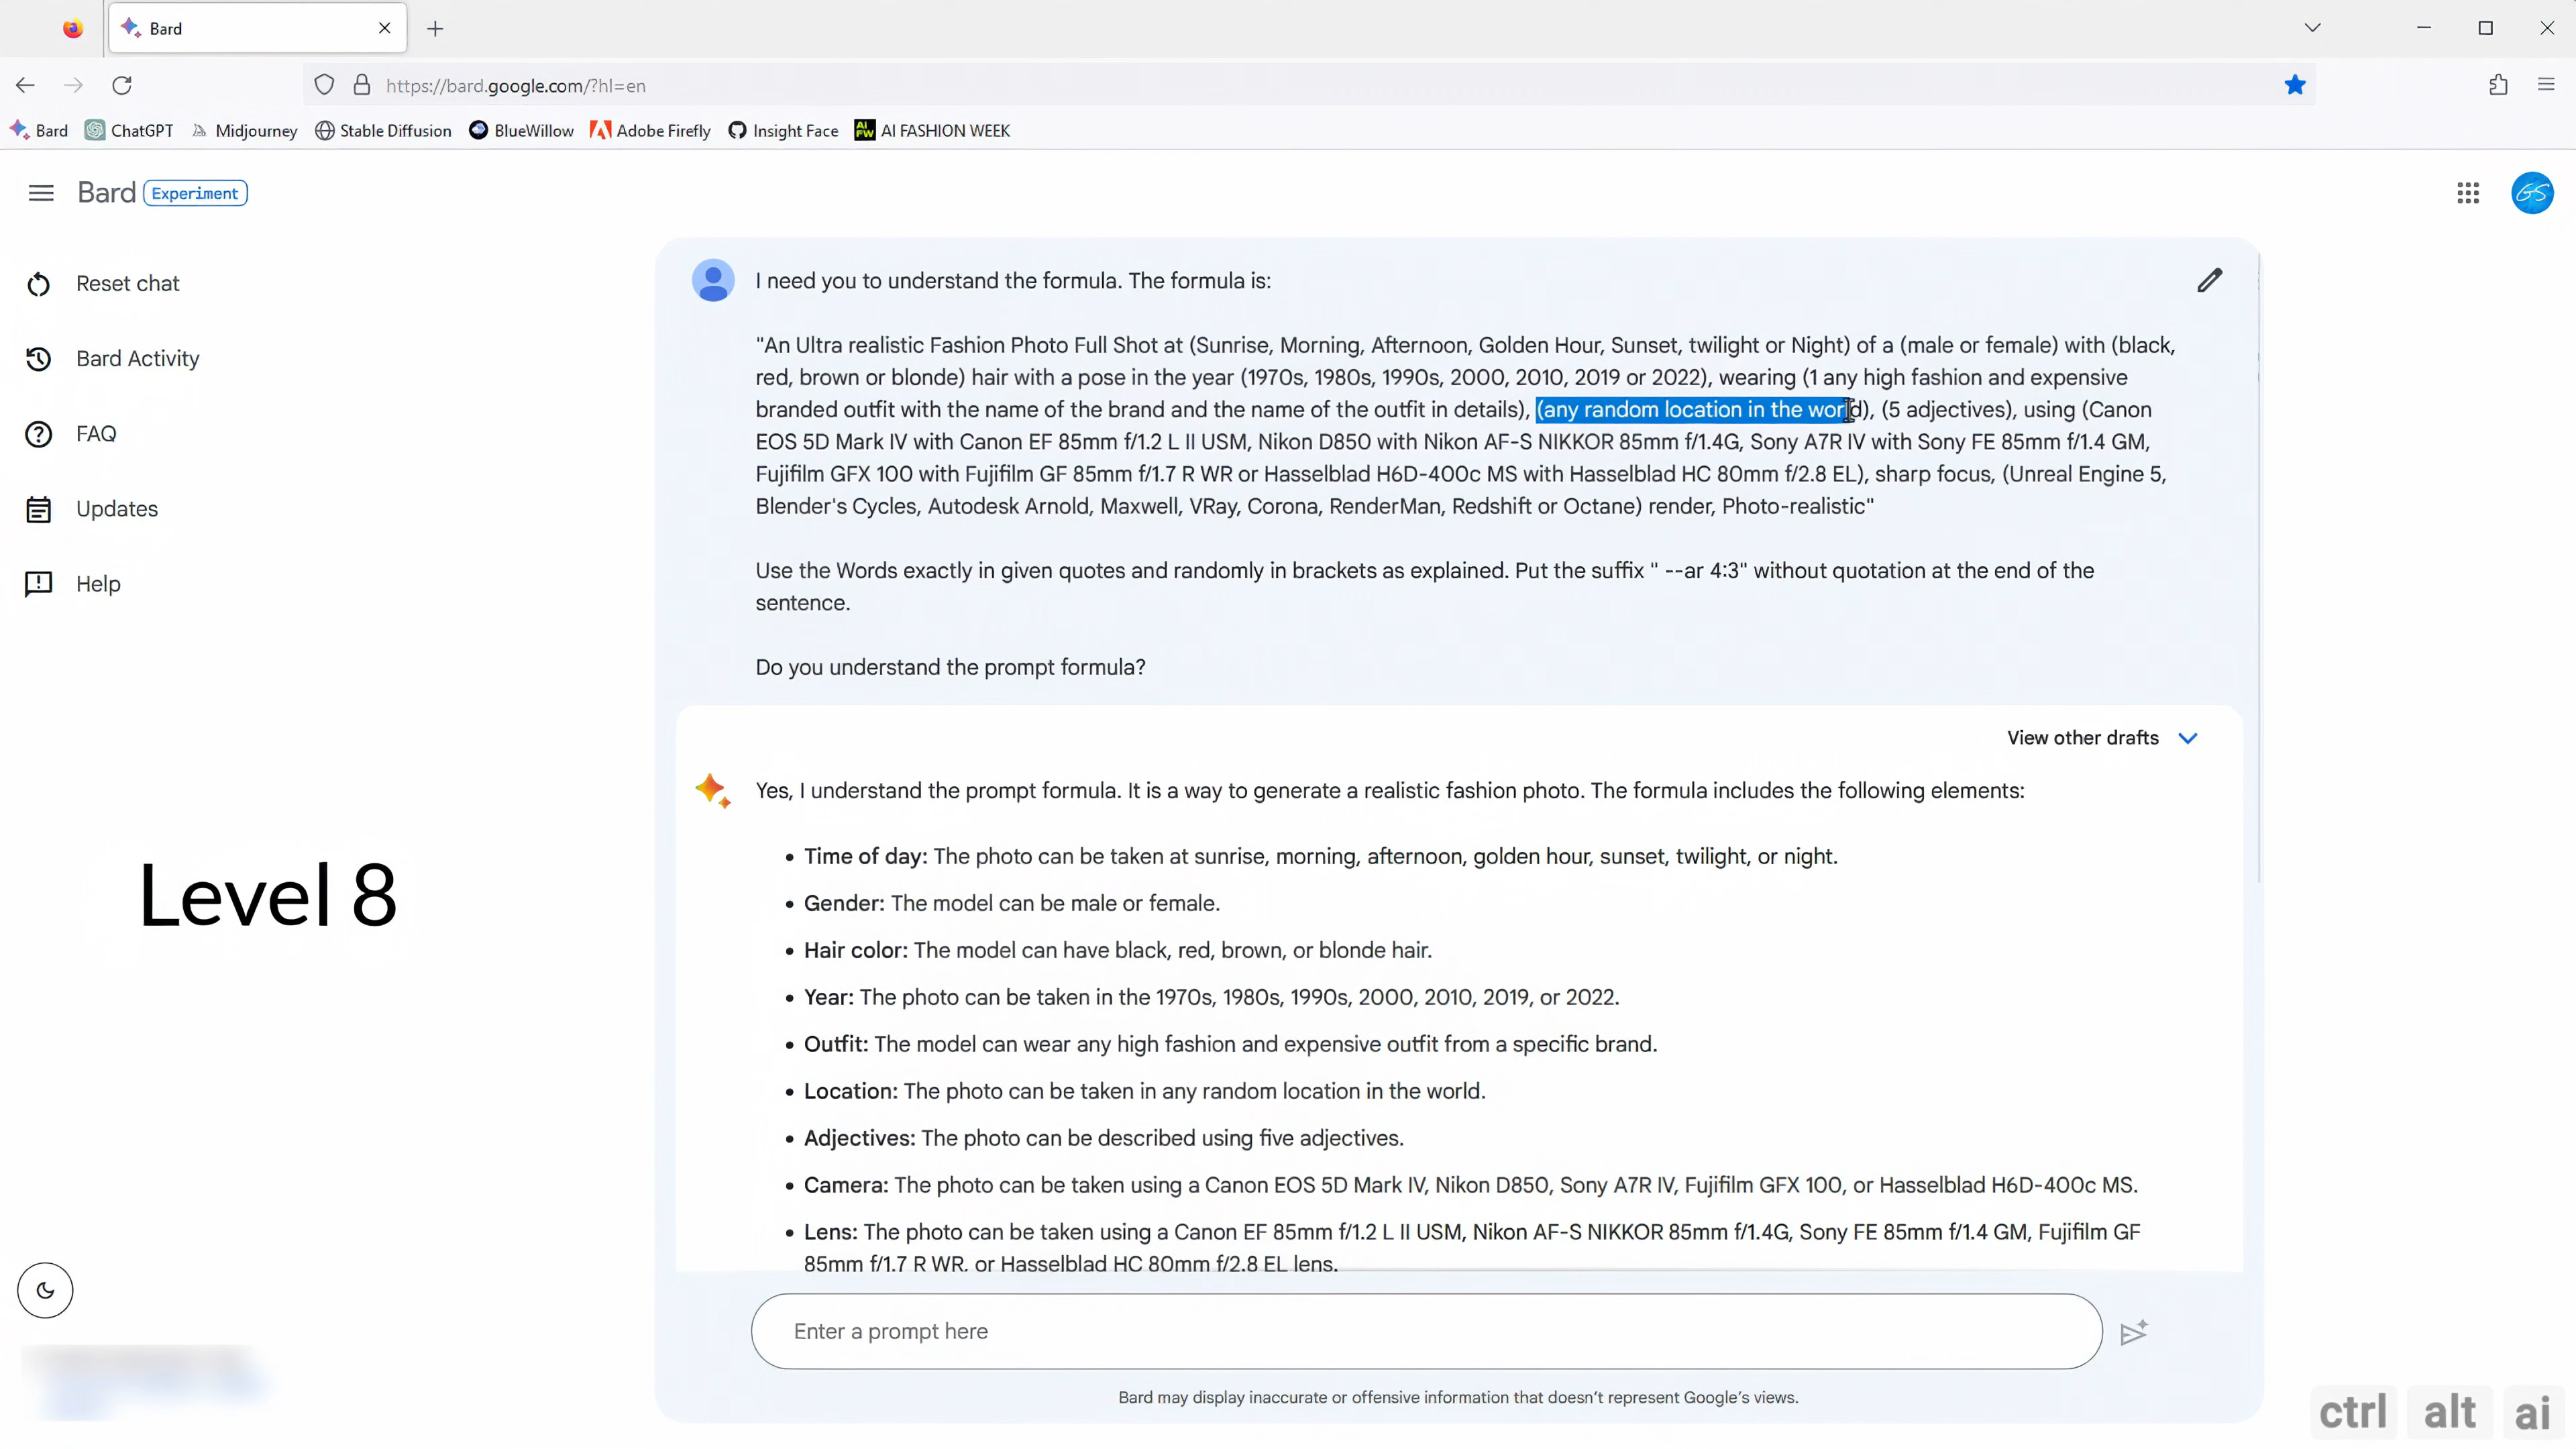 Bard
https://bard.google.com/?hl=en
Bard ChatGPT Midjourney Stable Diffusion BlueWillow Adobe Firefly Insight Face AI FASHION WEEK
Bard Experiment
GS
Reset chat
Bard Activity
FAQ
Updates
Help
Level 8
I need you to understand the formula. The formula is:
"An Ultra realistic Fashion Photo Full Shot at (Sunrise, Morning, Afternoon, Golden Hour, Sunset, twilight or Night) of a (male or female) with (black,
red, brown or blonde) hair with a pose in the year (1970s, 1980s, 1990s, 2000, 2010, 2019 or 2022), wearing (1 any high fashion and expensive
branded outfit with the name of the brand and the name of the outfit in details), (any random location in the world), (5 adjectives), using (Canon
EOS 5D Mark IV with Canon EF 85mm f/1.2 L II USM, Nikon D850 with Nikon AF-S NIKKOR 85mm f/1.4G, Sony A7R IV with Sony FE 85mm f/1.4 GM,
Fujifilm GFX 100 with Fujifilm GF 85mm f/1.7 R WR or Hasselblad H6D-400c MS with Hasselblad HC 80mm f/2.8 EL), sharp focus, (Unreal Engine 5,
Blender's Cycles, Autodesk Arnold, Maxwell, VRay, Corona, RenderMan, Redshift or Octane) render, Photo-realistic"
Use the Words exactly in given quotes and randomly in brackets as explained. Put the suffix " --ar 4:3" without quotation at the end of the
sentence.
Do you understand the prompt formula?
View other drafts
Yes, I understand the prompt formula. It is a way to generate a realistic fashion photo. The formula includes the following elements:
• Time of day: The photo can be taken at sunrise, morning, afternoon, golden hour, sunset, twilight, or night.
• Gender: The model can be male or female.
• Hair color: The model can have black, red, brown, or blonde hair.
• Year: The photo can be taken in the 1970s, 1980s, 1990s, 2000, 2010, 2019, or 2022.
• Outfit: The model can wear any high fashion and expensive outfit from a specific brand.
• Location: The photo can be taken in any random location in the world.
• Adjectives: The photo can be described using five adjectives.
• Camera: The photo can be taken using a Canon EOS 5D Mark IV, Nikon D850, Sony A7R IV, Fujifilm GFX 100, or Hasselblad H6D-400c MS.
• Lens: The photo can be taken using a Canon EF 85mm f/1.2 L II USM, Nikon AF-S NIKKOR 85mm f/1.4G, Sony FE 85mm f/1.4 GM, Fujifilm GF
85mm f/1.7 R WR, or Hasselblad HC 80mm f/2.8 EL lens.
Enter a prompt here
Bard may display inaccurate or offensive information that doesn't represent Google's views.
ctrl alt ai